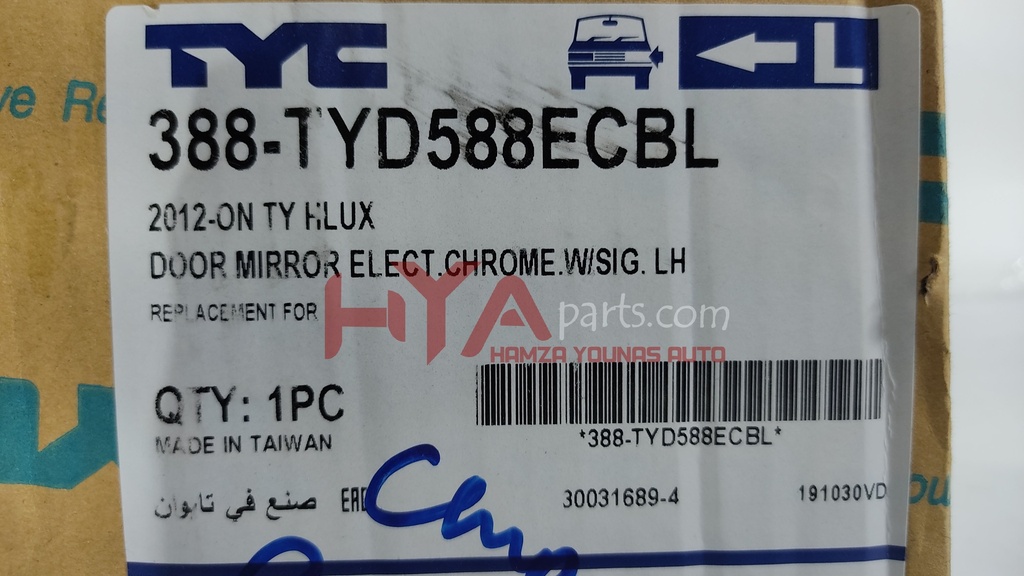 TYC L
388-TYD588ECBL
2012-ON TY HLUX
DOOR MIRROR ELECT.CHROME.W/SIG. LH
REPLACEMENT FOR
HYAparts.com
HAMZA YOUNAS AUTO
QTY: 1PC
*388-TYD588ECBL*
MADE IN TAIWAN
صنع في تايوان
30031689-4
191030VD